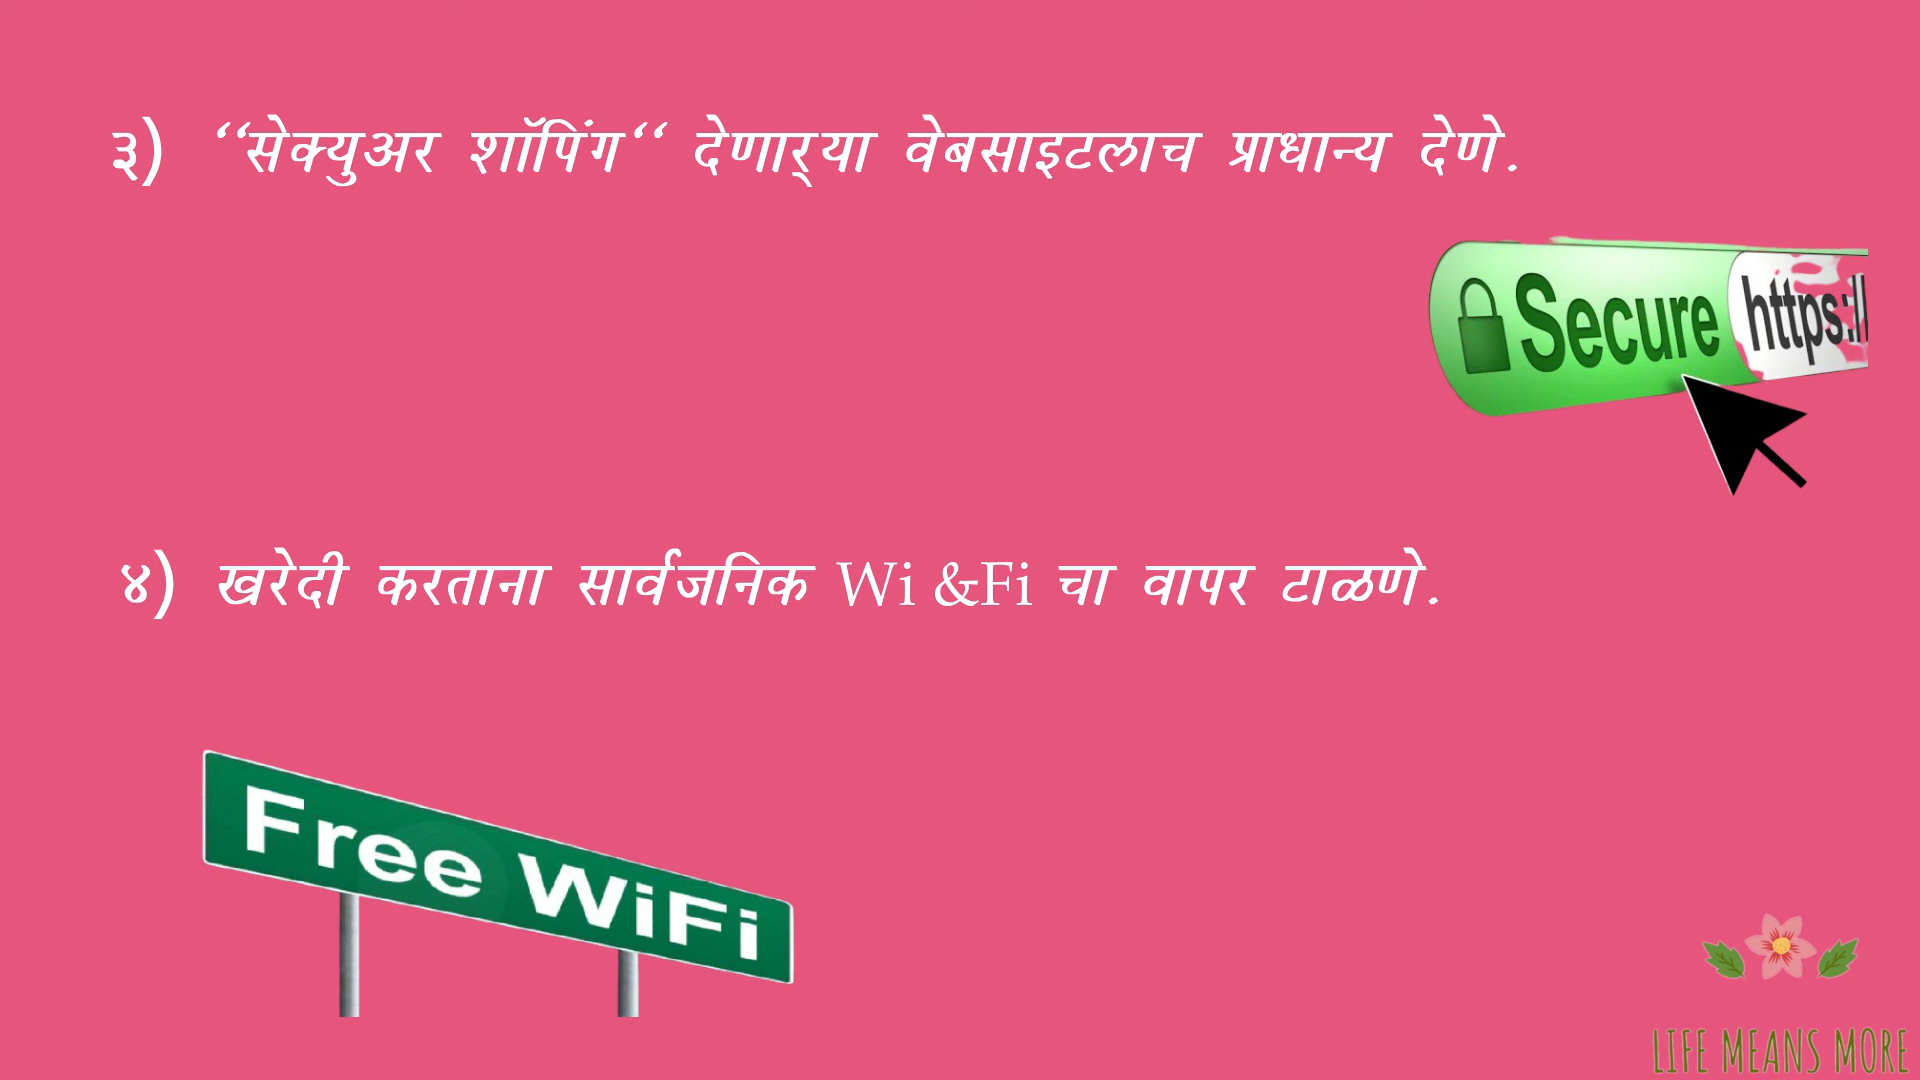 ३) ‘‘सेक्युअर शॉपिंग‘‘ देणार्‍या वेबसाइटलाच प्राधान्य देणे.
Secure https://
४) खरेदी करताना सार्वजनिक Wi &Fi चा वापर टाळणे.
Free WiFi
LIFE MEANS MORE